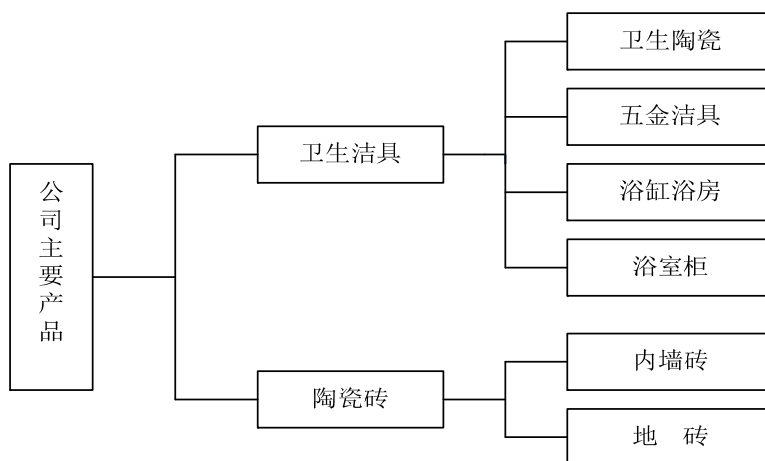 公司主要产品
卫生洁具
卫生陶瓷
五金洁具
浴缸浴房
浴室柜
陶瓷砖
内墙砖
地 砖